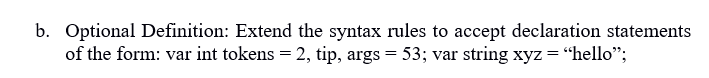 b. Optional Definition: Extend the syntax rules to accept declaration statements
of the form: var int tokens = 2, tip, args = 53; var string xyz = “hello”;